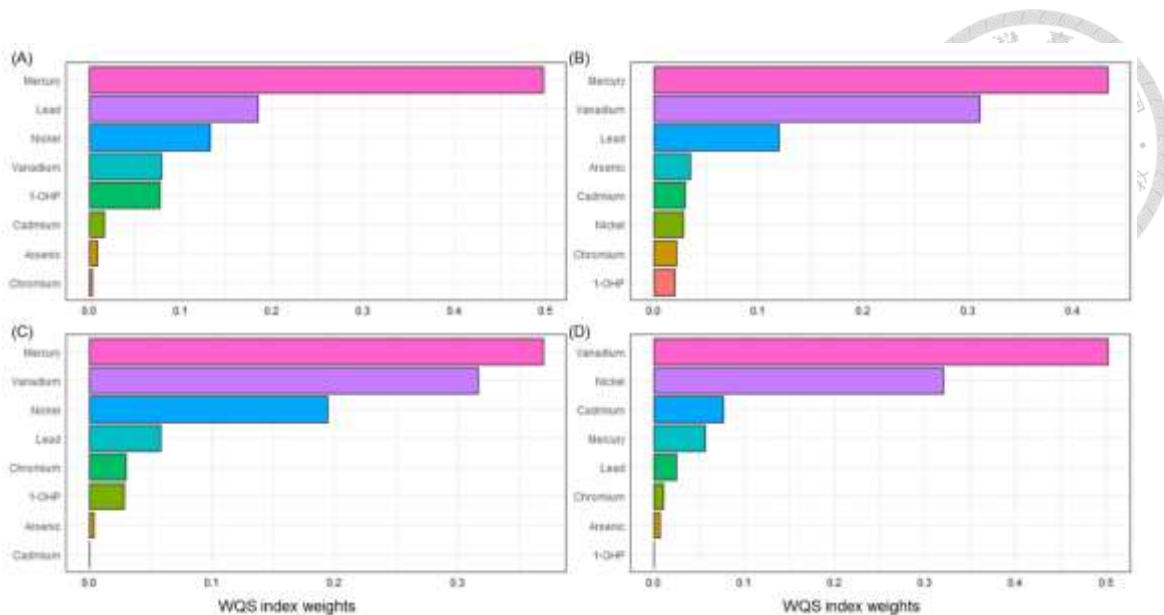 (A)
Mercury
Lead
Nickel
Vanadium
1-OHP
Cadmium
Arsenic
Chromium
0.0 0.1 0.2 0.3 0.4 0.5
(B)
Mercury
Vanadium
Lead
Arsenic
Cadmium
Nickel
Chromium
1-OHP
0.0 0.1 0.2 0.3 0.4
(C)
Mercury
Vanadium
Nickel
Lead
Chromium
1-OHP
Arsenic
Cadmium
0.0 0.1 0.2 0.3
WQS index weights
(D)
Vanadium
Nickel
Cadmium
Mercury
Lead
Chromium
Arsenic
1-OHP
0.0 0.1 0.2 0.3 0.4 0.5
WQS index weights